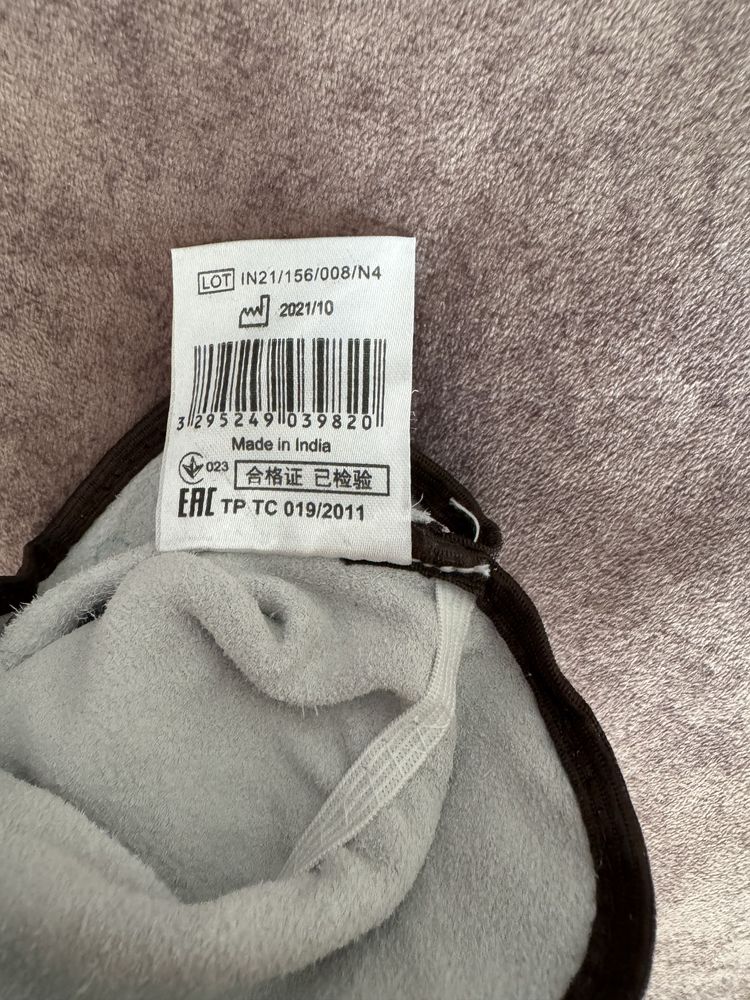 LOT IN21/156/008/N4
2021/10
3 295249 039820
Made in India
023 合格证 已检验
EAC TP TC 019/2011